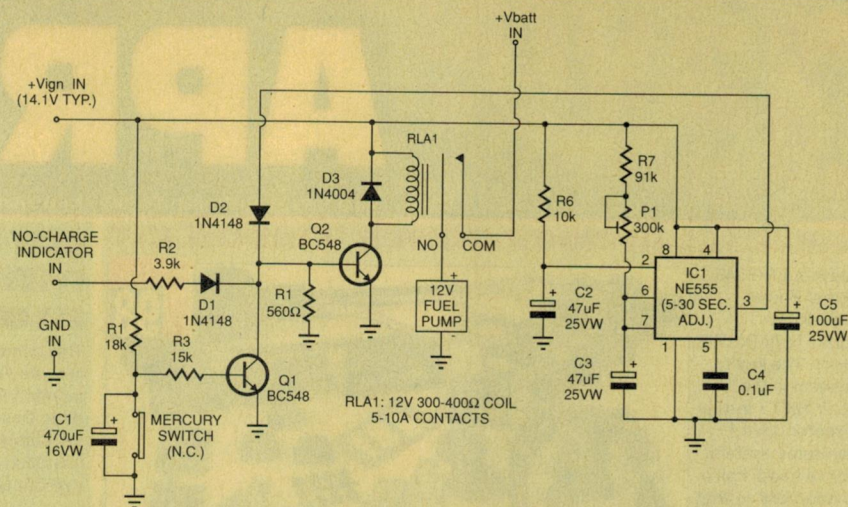 +Vbatt
IN
+Vign IN
(14.1V TYP.)
RLA1
D3
1N4004
D2
1N4148
Q2
BC548
NO
COM
R6
10k
R7
91k
P1
300k
NO-CHARGE
INDICATOR
IN
R2
3.9k
D1
1N4148
R1
560Ω
12V
FUEL
PUMP
+
-
8
4
2
6
7
3
1
5
IC1
NE555
(5-30 SEC.
ADJ.)
+
C2
47uF
25VW
+
C5
100uF
25VW
GND
IN
R1
18k
R3
15k
Q1
BC548
+
C3
47uF
25VW
C4
0.1uF
RLA1: 12V 300-400Ω COIL
5-10A CONTACTS
+
C1
470uF
16VW
MERCURY
SWITCH
(N.C.)
APR